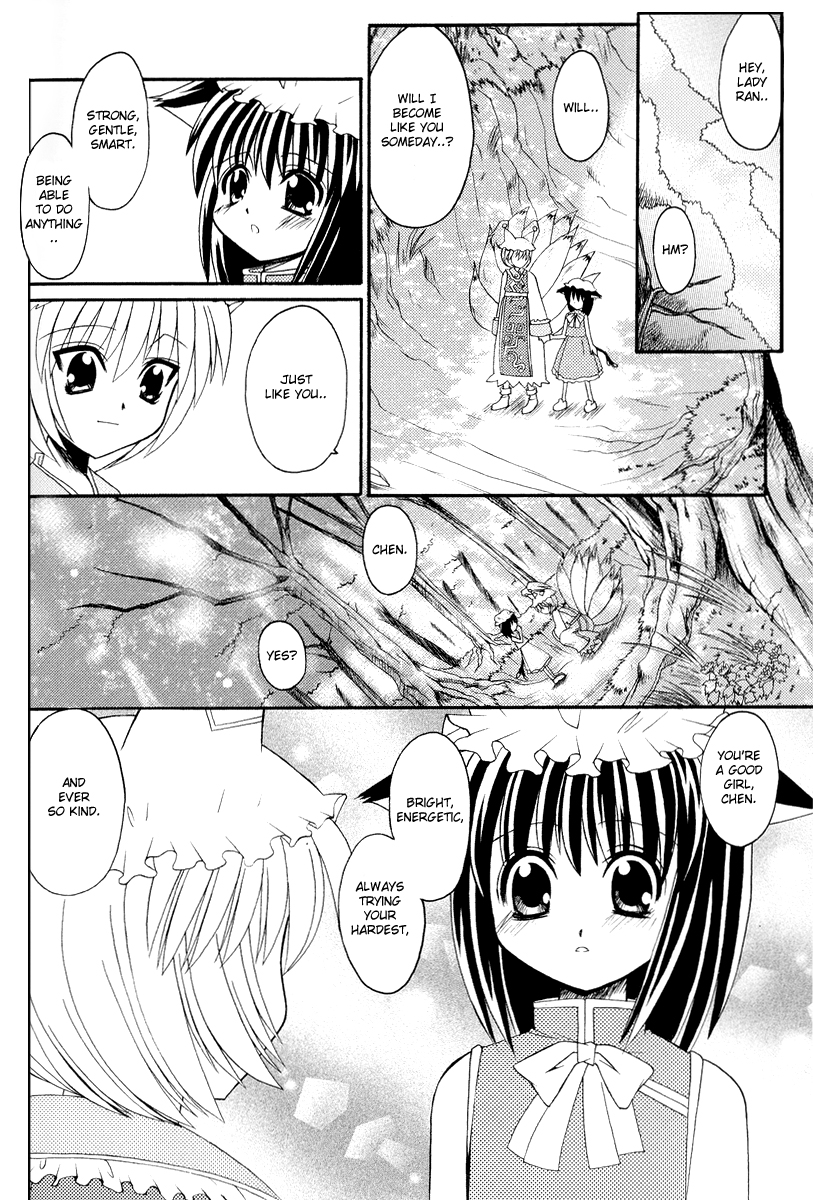 HEY,
LADY
RAN..
HM?
WILL..
WILL I
BECOME
LIKE YOU
SOMEDAY..?
STRONG,
GENTLE,
SMART.
BEING
ABLE
TO DO
ANYTHING
..
JUST
LIKE YOU..
CHEN.
YES?
YOU'RE
A GOOD
GIRL,
CHEN.
BRIGHT,
ENERGETIC,
ALWAYS
TRYING
YOUR
HARDEST,
AND
EVER
SO KIND.